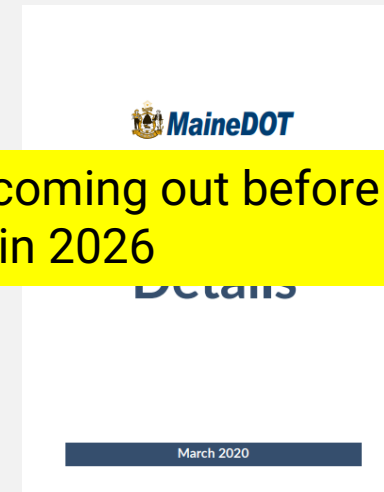 MaineDOT
coming out before
in 2026
Details
March 2020